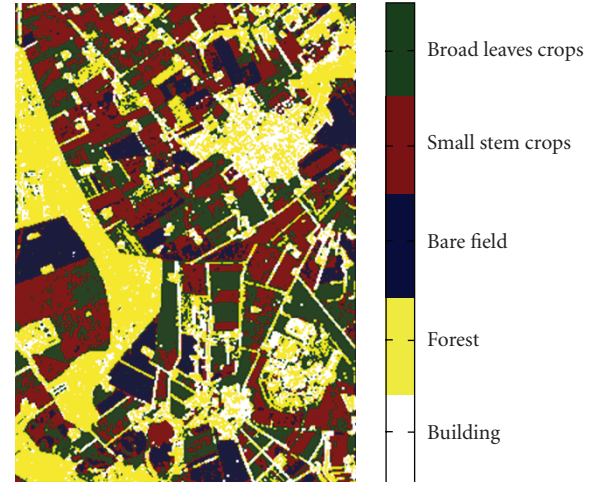 Broad leaves crops
Small stem crops
Bare field
Forest
Building